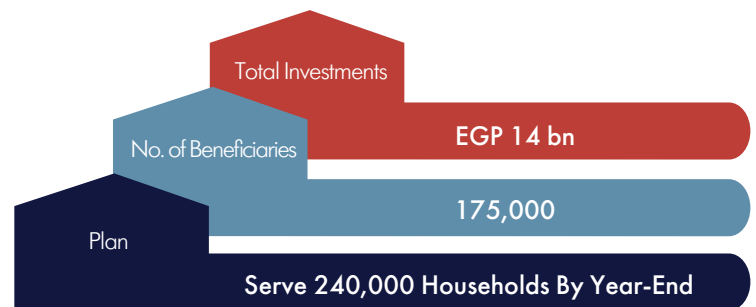 Total Investments
EGP 14 bn
No. of Beneficiaries
175,000
Plan
Serve 240,000 Households By Year-End